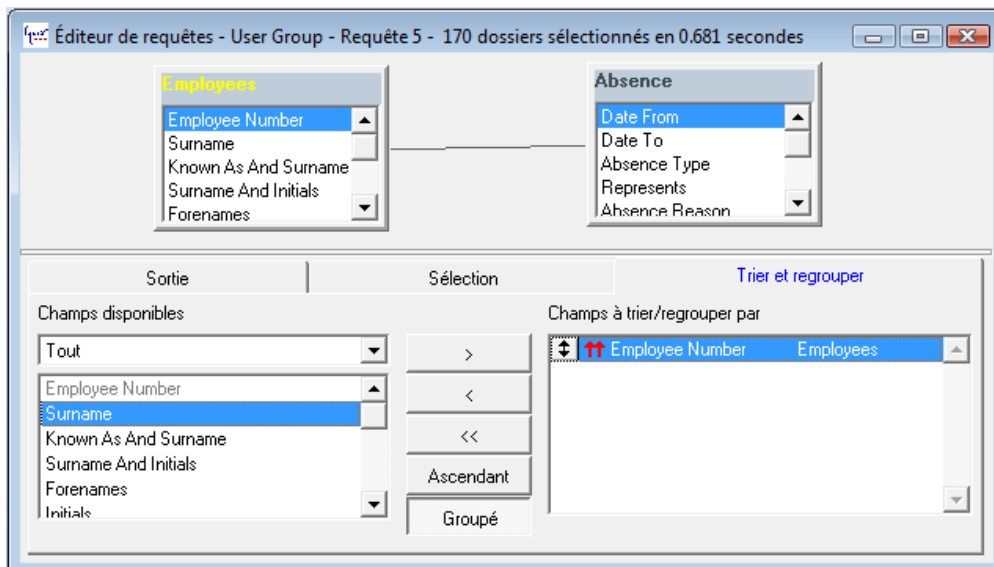 Éditeur de requêtes - User Group - Requête 5 - 170 dossiers sélectionnés en 0.681 secondes
Employees
Employee Number
Surname
Known As And Surname
Surname And Initials
Forenames
Absence
Date From
Date To
Absence Type
Represents
Absence Reason
Sortie
Sélection
Trier et regrouper
Champs disponibles
Tout
Employee Number
Surname
Known As And Surname
Surname And Initials
Forenames
Initials
>
<
<<
Ascendant
Groupé
Champs à trier/regrouper par
Employee Number Employees